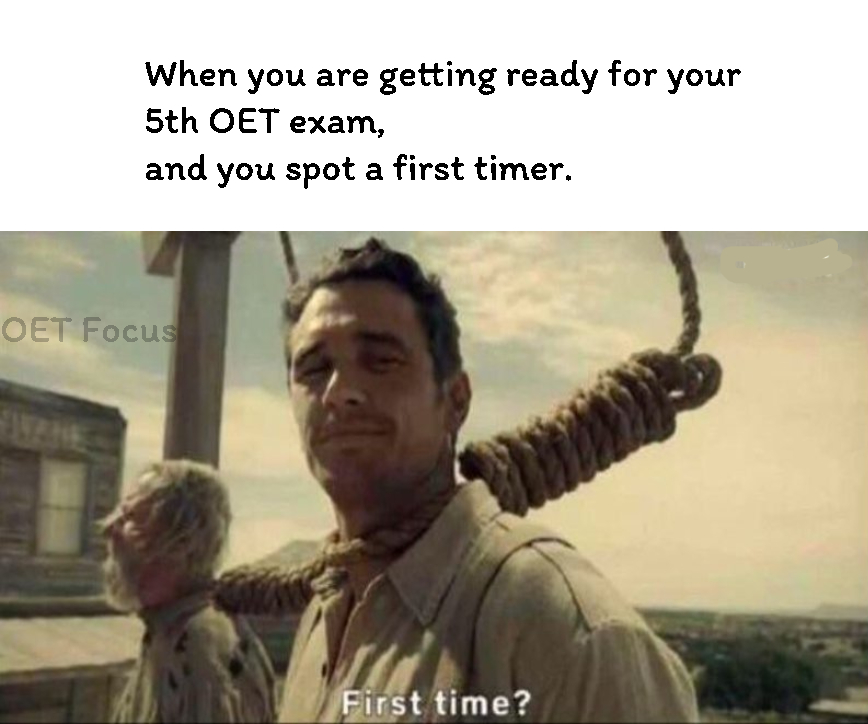 When you are getting ready for your
5th OET exam,
and you spot a first timer.
OET Focus
First time?